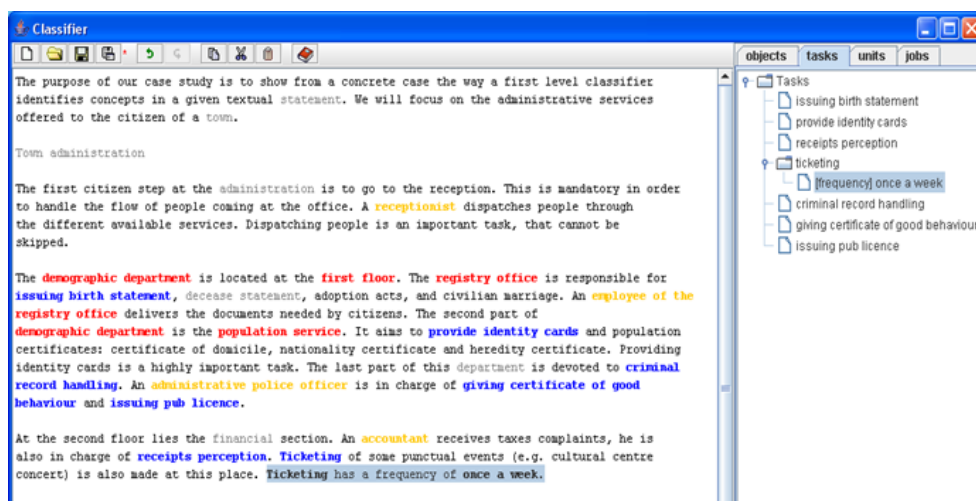 Classifier
objects tasks units jobs
The purpose of our case study is to show from a concrete case the way a first level classifier
identifies concepts in a given textual statement. We will focus on the administrative services
offered to the citizen of a town.
Town administration
The first citizen step at the administration is to go to the reception. This is mandatory in order
to handle the flow of people coming at the office. A receptionist dispatches people through
the different available services. Dispatching people is an important task, that cannot be
skipped.
The demographic department is located at the first floor. The registry office is responsible for
issuing birth statement, decease statement, adoption acts, and civilian marriage. An employee of the
registry office delivers the documents needed by citizens. The second part of
demographic department is the population service. It aims to provide identity cards and population
certificates: certificate of domicile, nationality certificate and heredity certificate. Providing
identity cards is a highly important task. The last part of this department is devoted to criminal
record handling. An administrative police officer is in charge of giving certificate of good
behaviour and issuing pub licence.
At the second floor lies the financial section. An accountant receives taxes complaints, he is
also in charge of receipts perception. Ticketing of some punctual events (e.g. cultural centre
concert) is also made at this place. Ticketing has a frequency of once a week.
Tasks
issuing birth statement
provide identity cards
receipts perception
ticketing
[frequency] once a week
criminal record handling
giving certificate of good behaviour
issuing pub licence